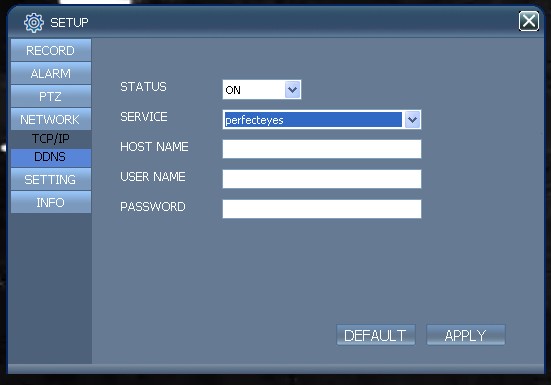 SETUP
RECORD
ALARM
PTZ
NETWORK
TCP/IP
DDNS
SETTING
INFO
STATUS ON
SERVICE perfecteyes
HOST NAME
USER NAME
PASSWORD
DEFAULT APPLY